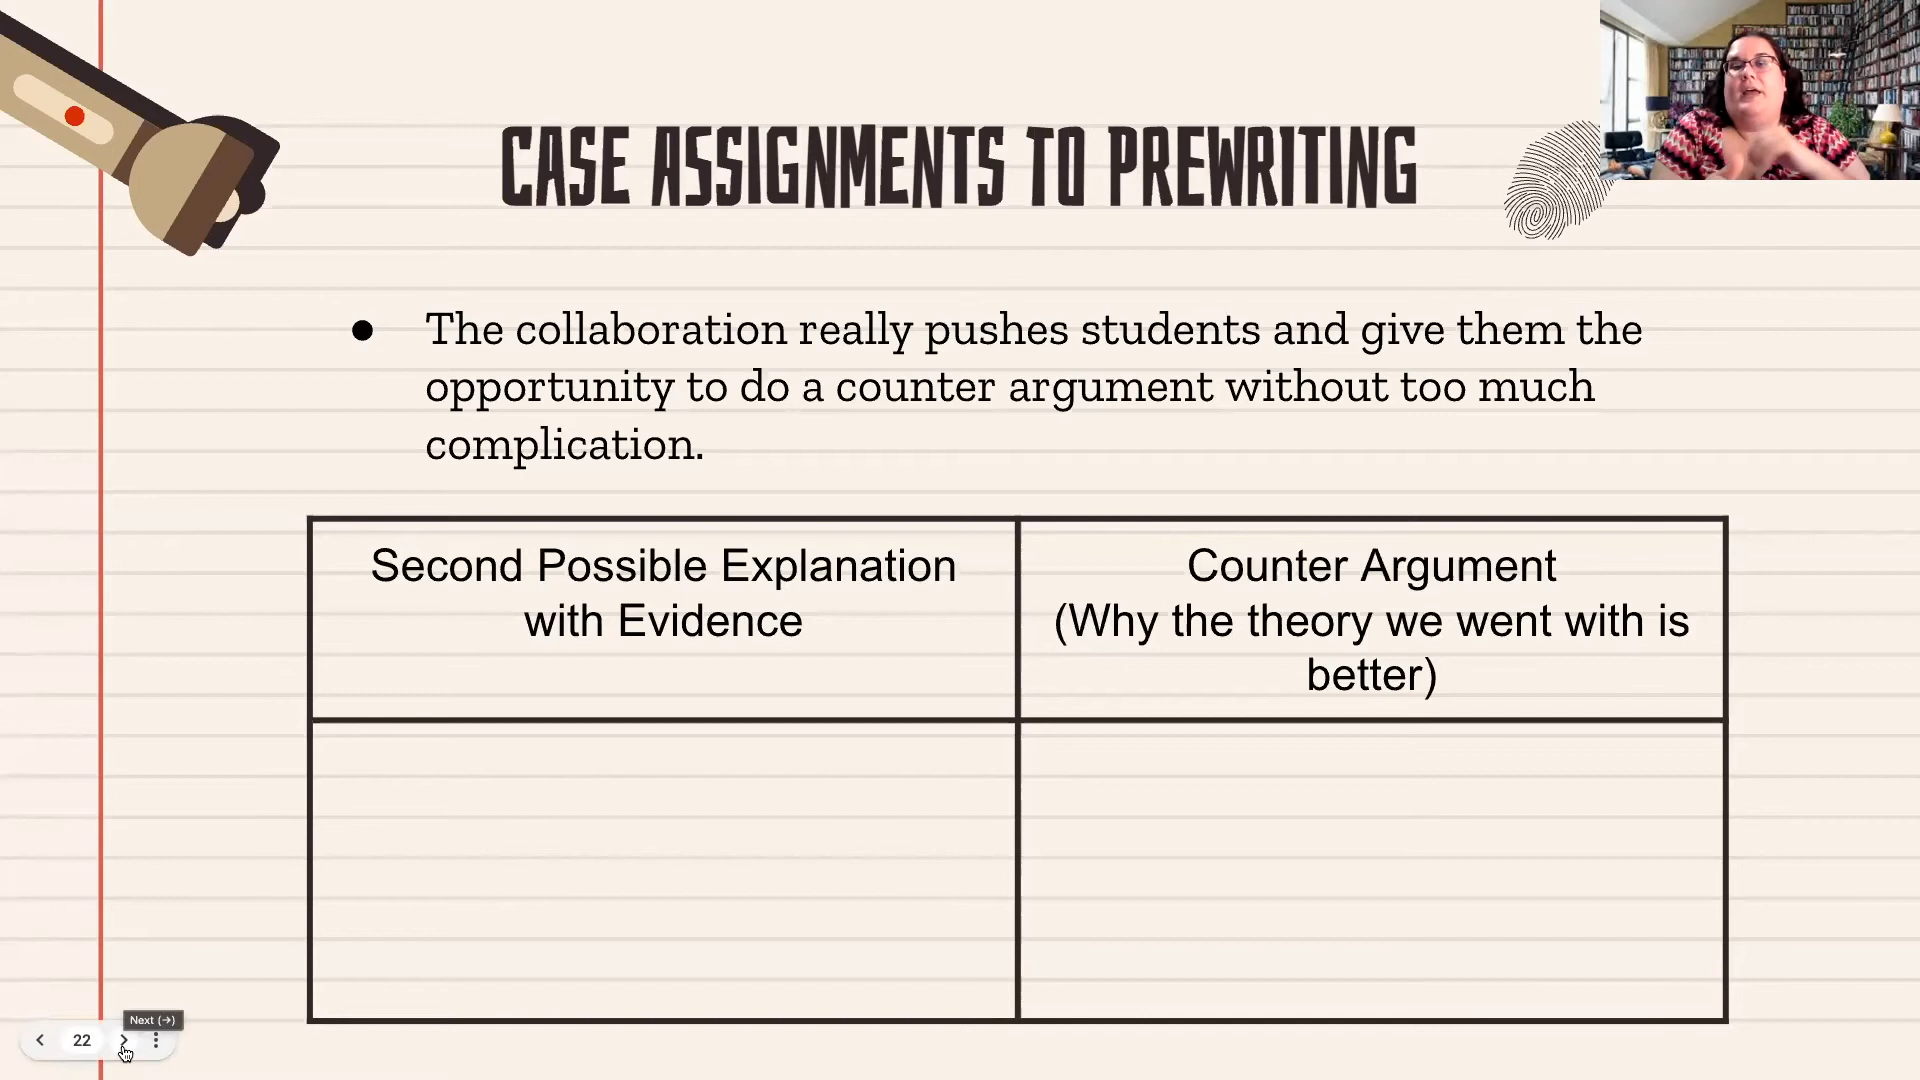 CASE ASSIGNMENTS TO PREWRITING
The collaboration really pushes students and give them the
opportunity to do a counter argument without too much
complication.
Second Possible Explanation
with Evidence
Counter Argument
(Why the theory we went with is
better)
Next (→)
22